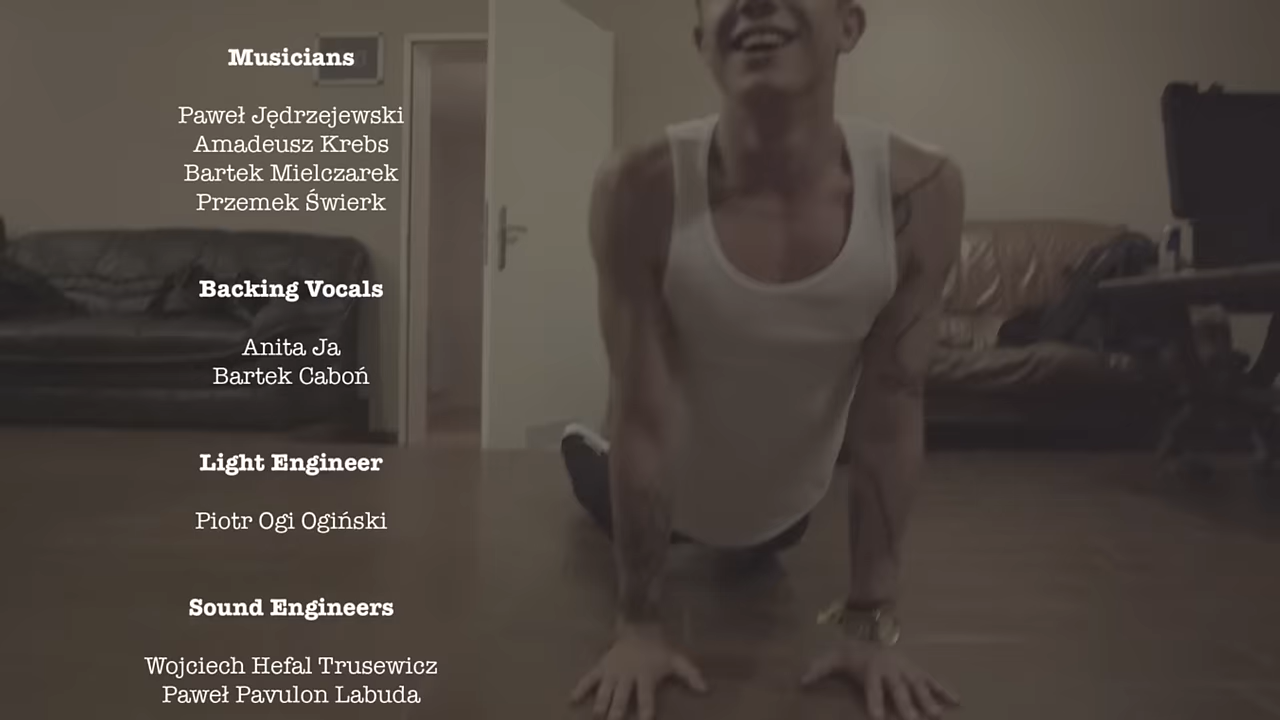 Musicians
Paweł Jędrzejewski
Amadeusz Krebs
Bartek Mielczarek
Przemek Świerk
Backing Vocals
Anita Ja
Bartek Caboń
Light Engineer
Piotr Ogi Ogiński
Sound Engineers
Wojciech Hefal Trusewicz
Paweł Pavulon Labuda